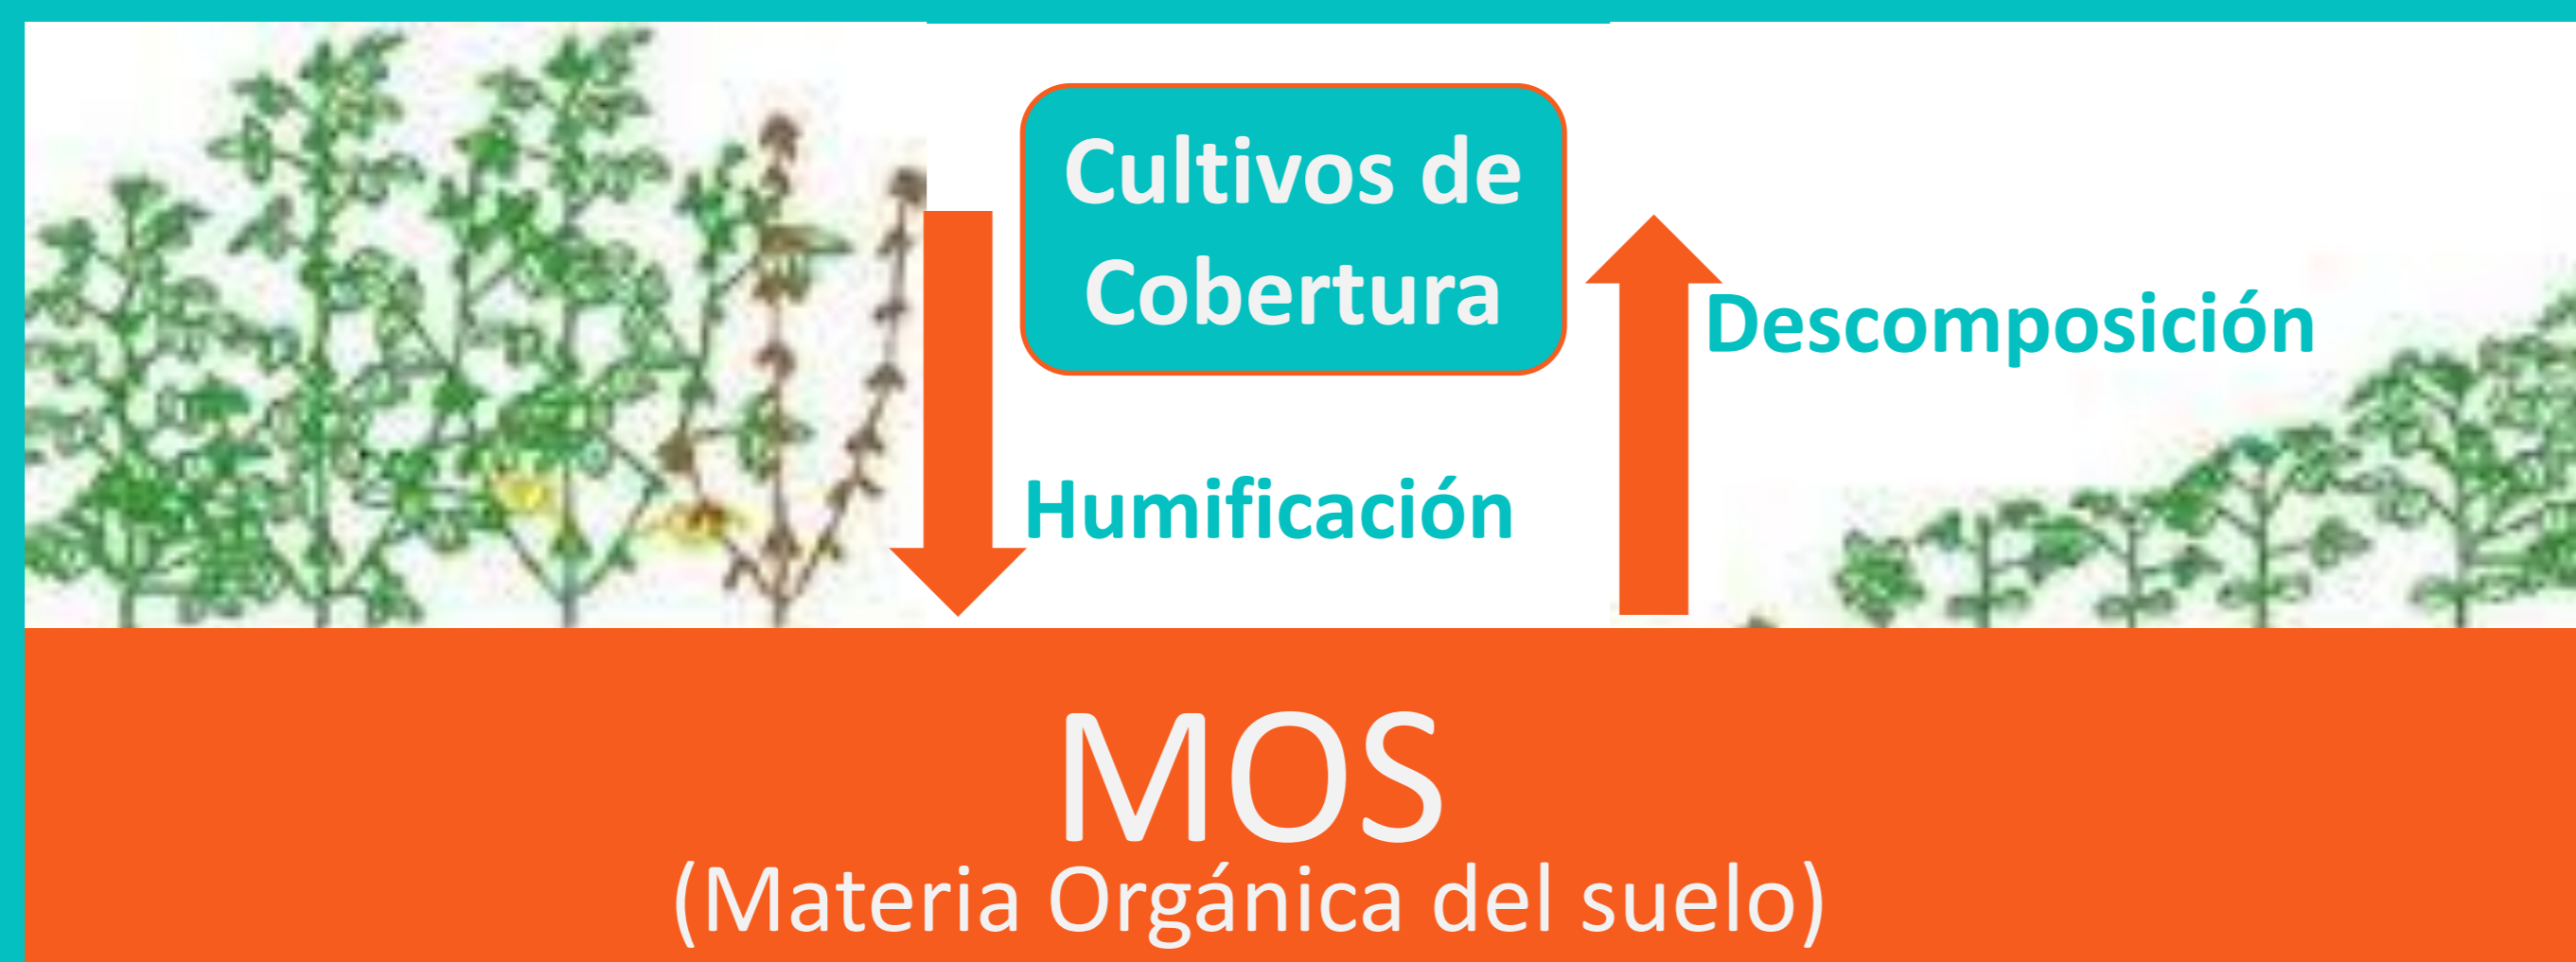 Cultivos de
Cobertura
Descomposición
Humificación
MOS
(Materia Orgánica del suelo)